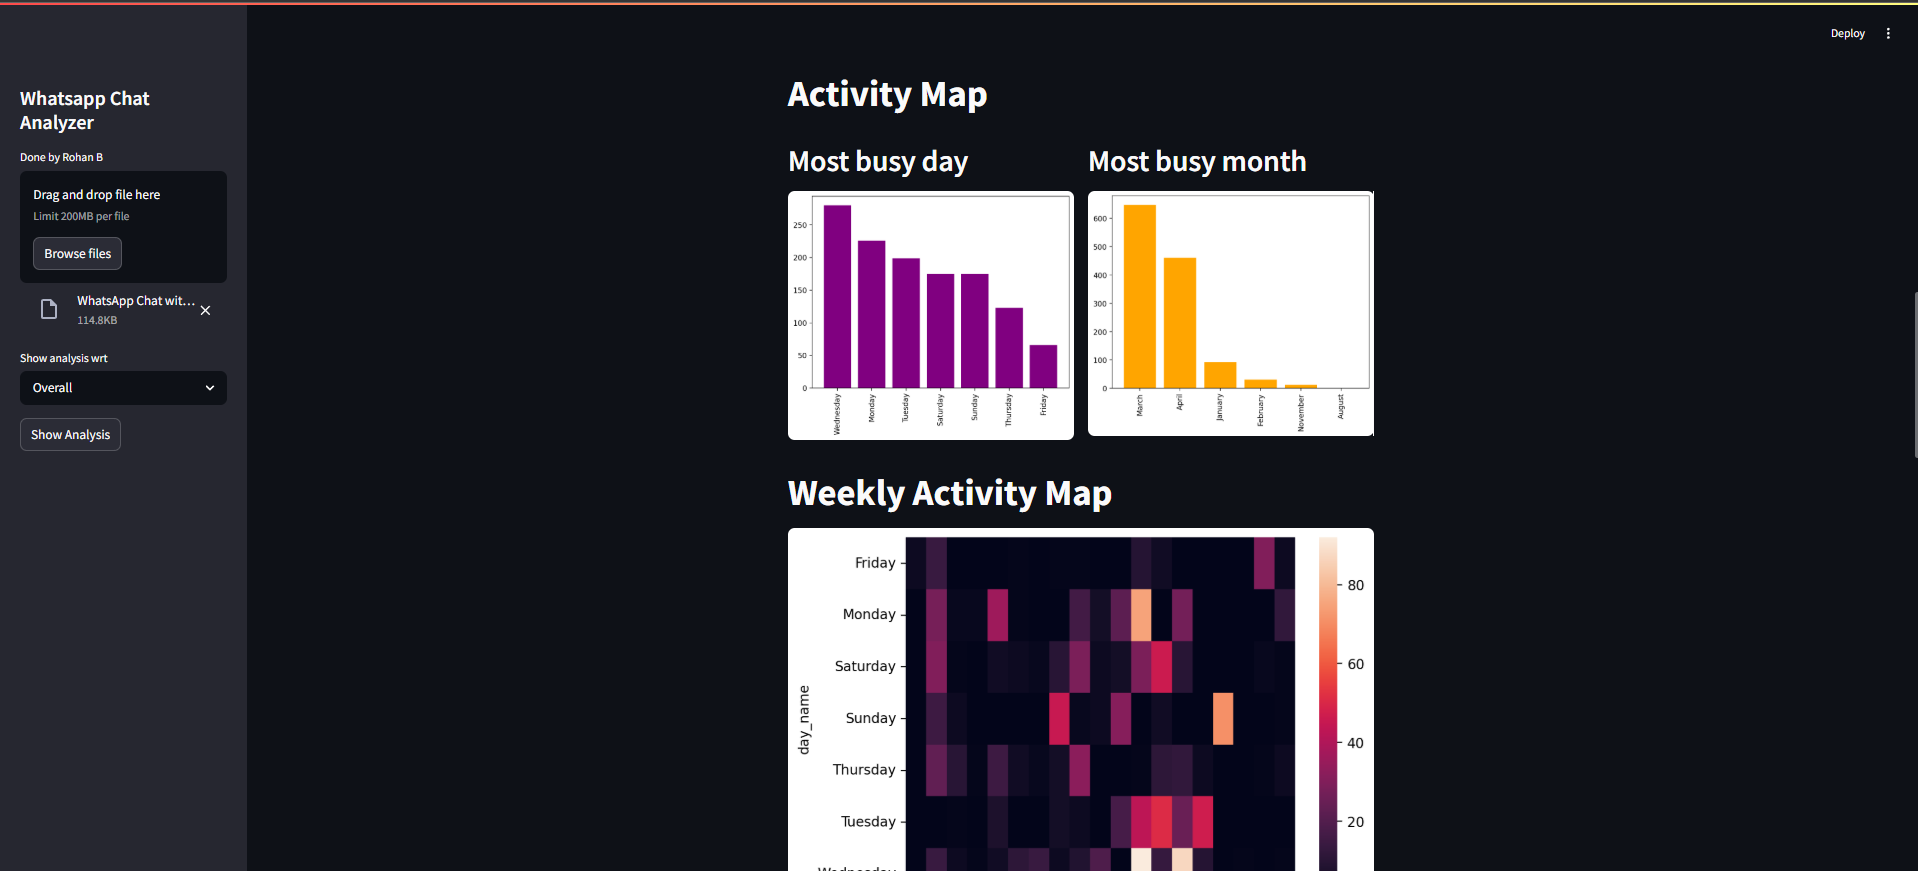 Deploy
Whatsapp Chat
Analyzer
Done by Rohan B
Drag and drop file here
Limit 200MB per file
Browse files
WhatsApp Chat wit...
114.8KB
Show analysis wrt
Overall
Show Analysis
Activity Map
Most busy day
250
200
150
100
50
0
Wednesday
Monday
Tuesday
Saturday
Sunday
Thursday
Friday
Most busy month
600
500
400
300
200
100
0
March
April
January
February
November
August
Weekly Activity Map
day_name
Friday
Monday
Saturday
Sunday
Thursday
Tuesday
Wednesday
80
60
40
20